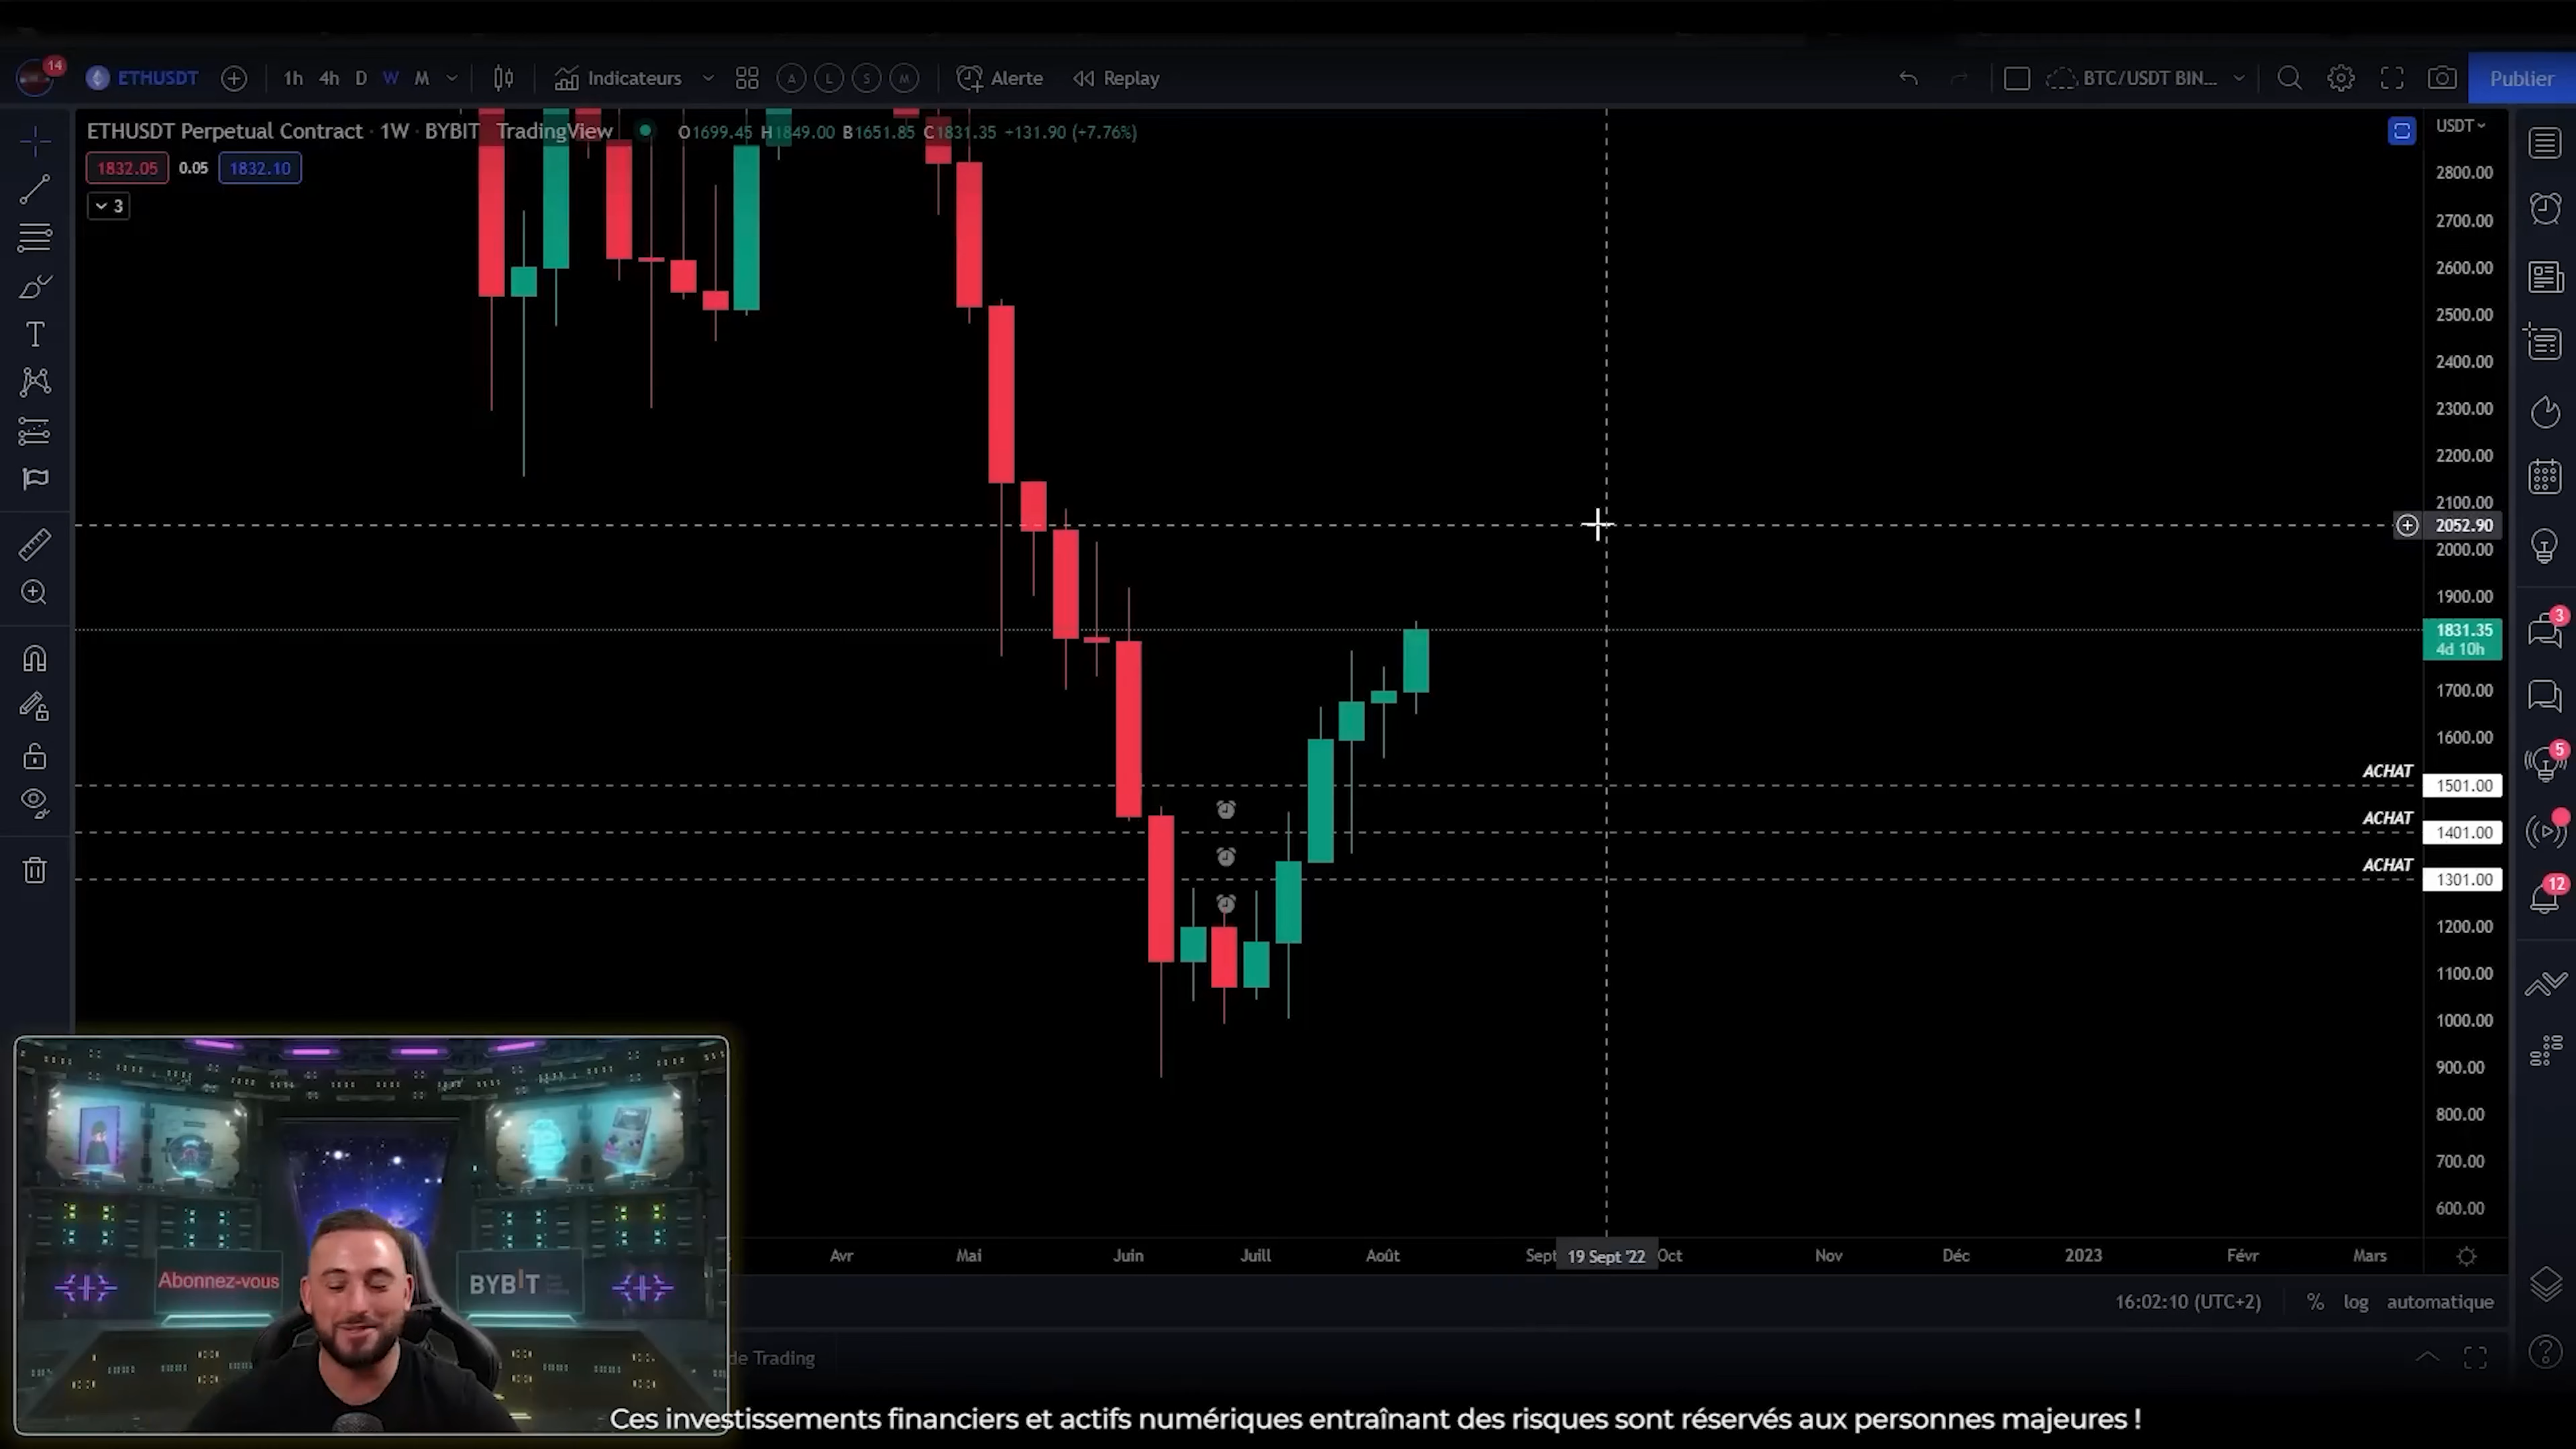 14
ETHUSDT
1h 4h D W M
Indicateurs
A L S M
Alerte
Replay
BTC/USDT BIN...
Publier
ETHUSDT Perpetual Contract · 1W · BYBIT TradingView
O1699.45 H1849.00 B1651.85 C1831.35 +131.90 (+7.76%)
USDT
1832.05 0.05 1832.10
3
2800.00
2700.00
2600.00
2500.00
2400.00
2300.00
2200.00
2100.00
2052.90
2000.00
1900.00
1831.35
4d 10h
1700.00
1600.00
ACHAT
1501.00
ACHAT
1401.00
ACHAT
1301.00
1200.00
1100.00
1000.00
900.00
800.00
700.00
600.00
3
5
12
Avr Mai Juin Juill Août Sept 19 Sept '22 Oct Nov Déc 2023 Févr Mars
16:02:10 (UTC+2) % log automatique
Abonnez-vous
BYBIT
de Trading
Ces investissements financiers et actifs numériques entraînant des risques sont réservés aux personnes majeures !